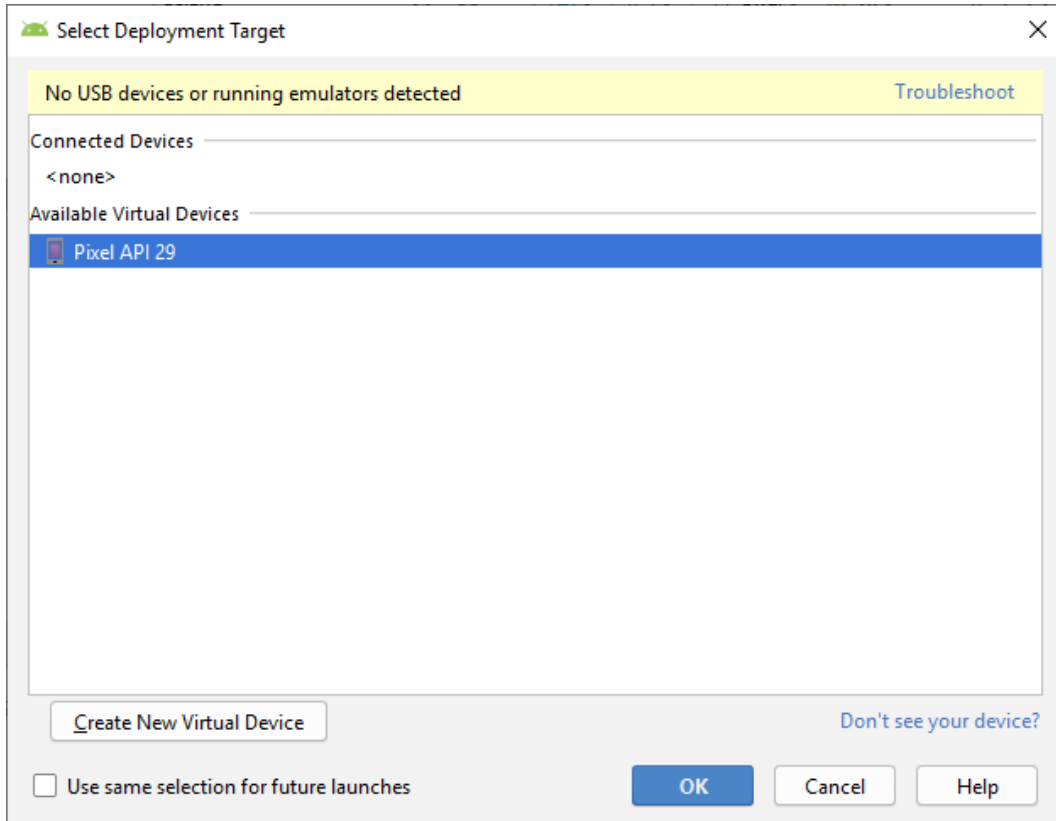 Select Deployment Target
No USB devices or running emulators detected Troubleshoot
Connected Devices
<none>
Available Virtual Devices
Pixel API 29
Create New Virtual Device Don't see your device?
Use same selection for future launches OK Cancel Help